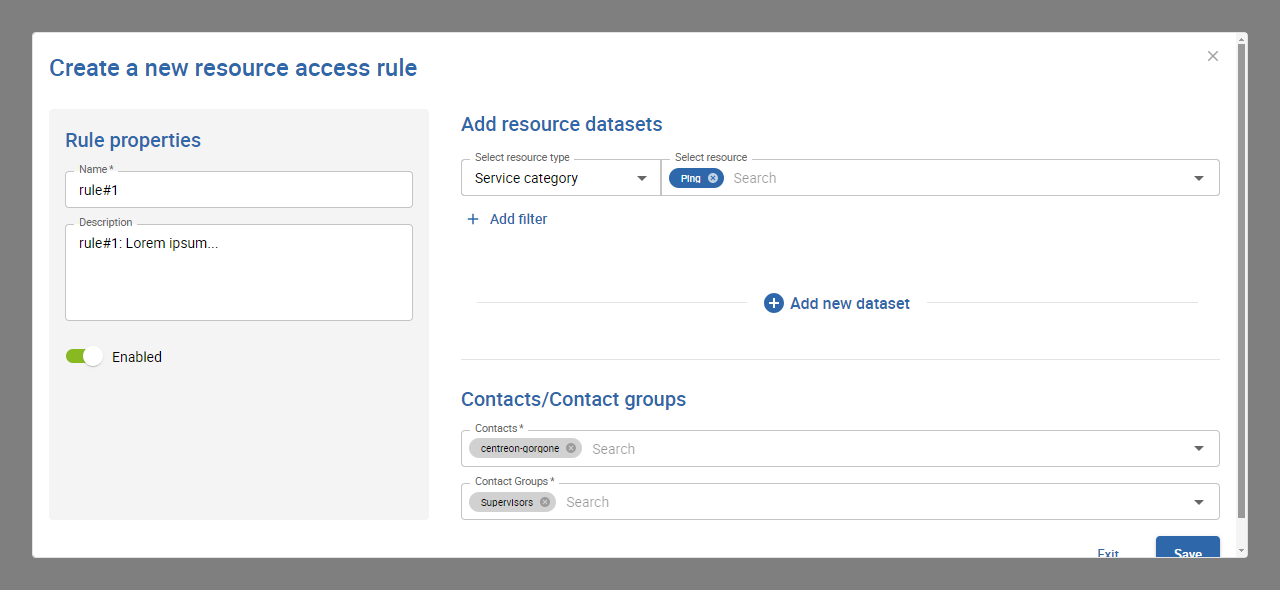 Create a new resource access rule
Rule properties
Name *
rule#1
Description
rule#1: Lorem ipsum...
Enabled
Add resource datasets
Select resource type
Service category
Select resource
Ping
Search
Add filter
Add new dataset
Contacts/Contact groups
Contacts *
centreon-gorgone
Search
Contact Groups *
Supervisors
Search
Exit
Save